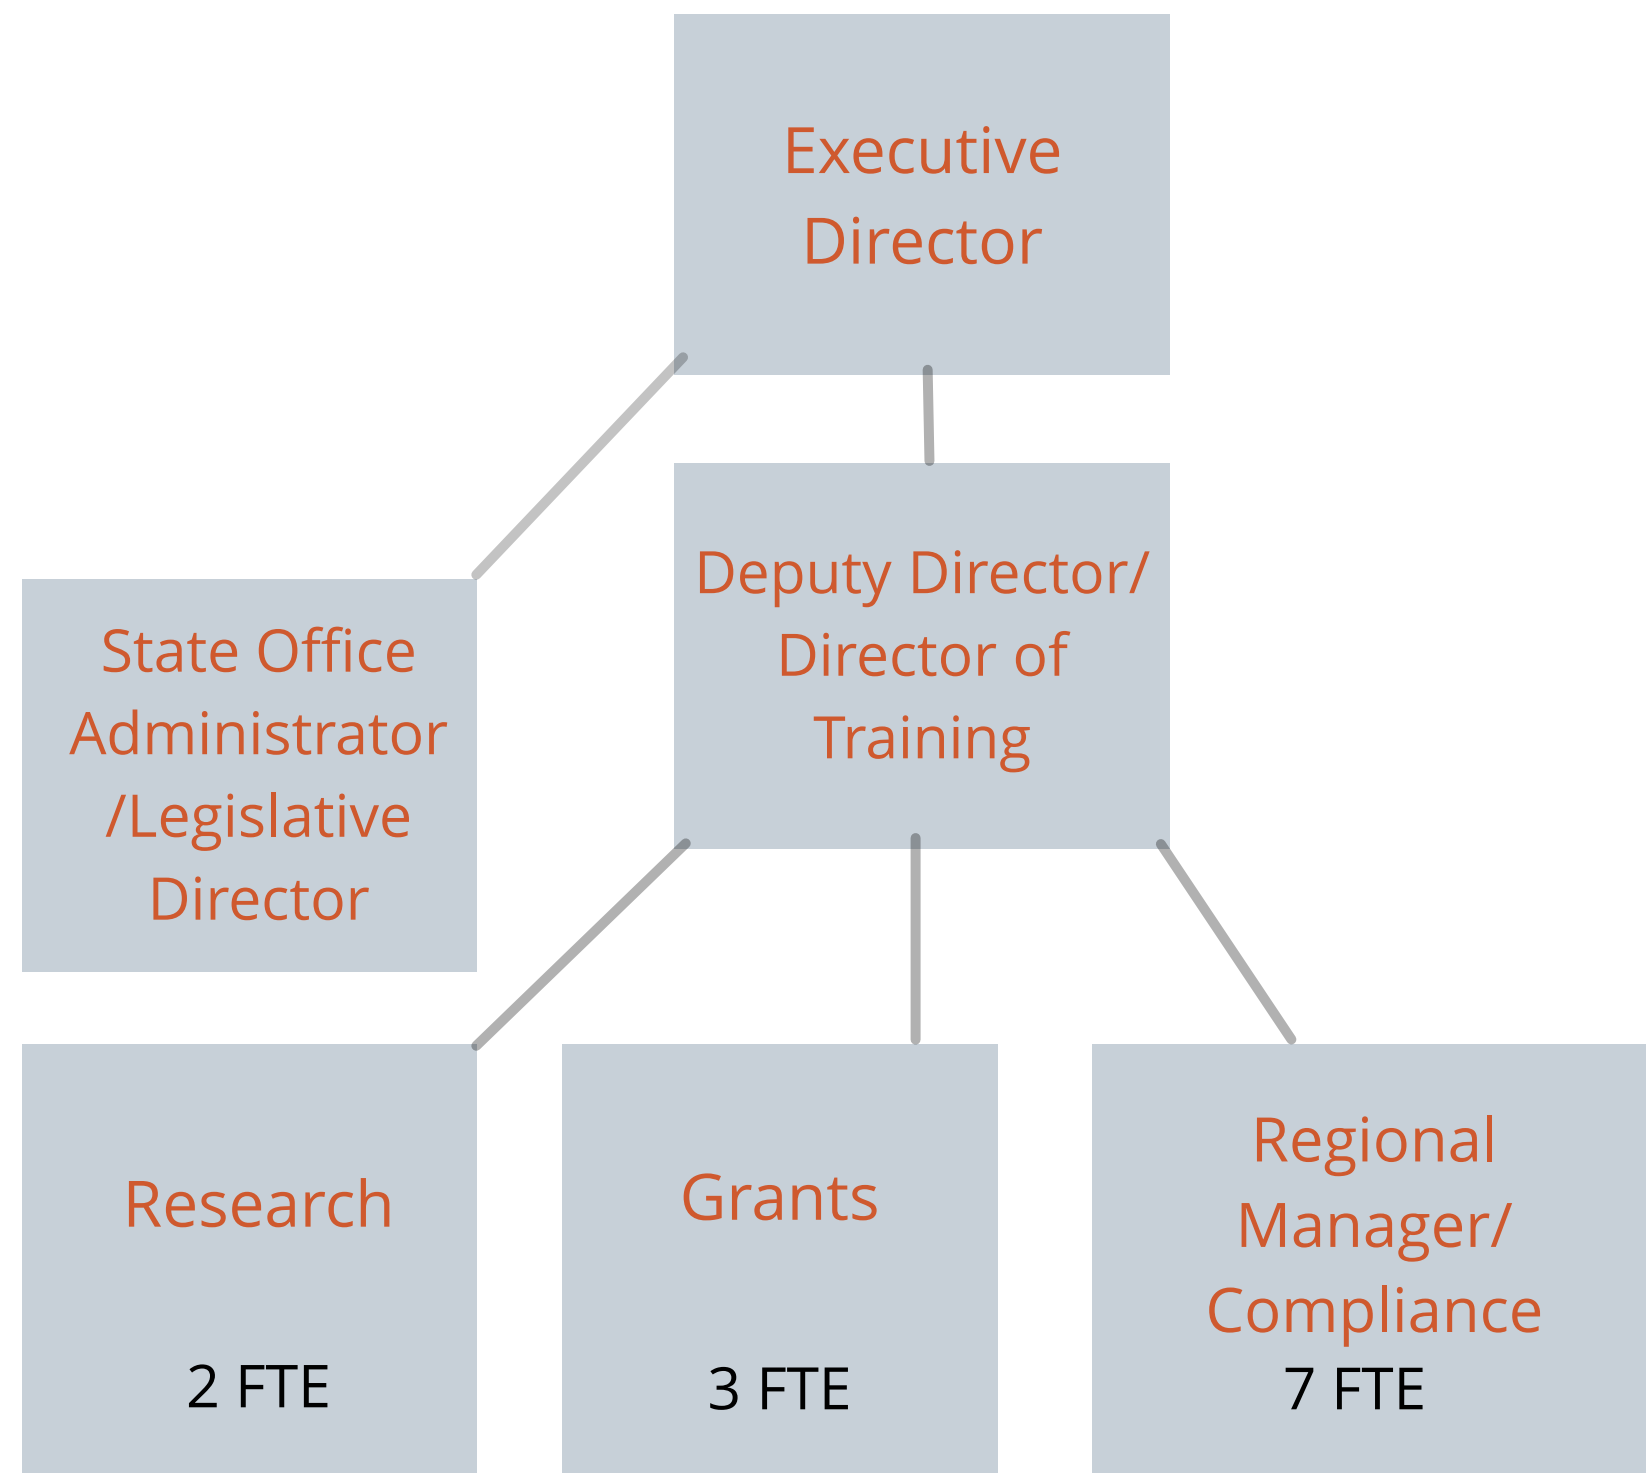 Executive
Director
Deputy Director/
Director of
Training
State Office
Administrator
/Legislative
Director
Research
2 FTE
Grants
3 FTE
Regional
Manager/
Compliance
7 FTE